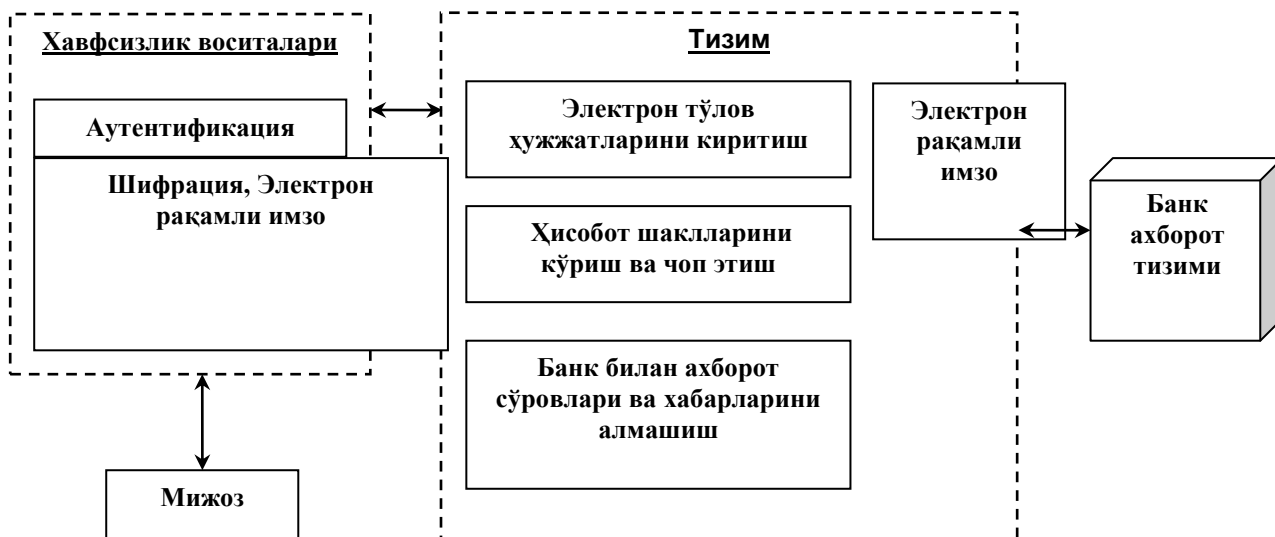 Хавфсизлик воситалари
Аутентификация
Шифрация, Электрон
рақамли имзо
Мижоз
Тизим
Электрон тўлов
ҳужжатларини киритиш
Ҳисобот шаклларини
кўриш ва чоп этиш
Банк билан ахборот
сўровлари ва хабарларини
алмашиш
Электрон
рақамли
имзо
Банк
ахборот
тизими